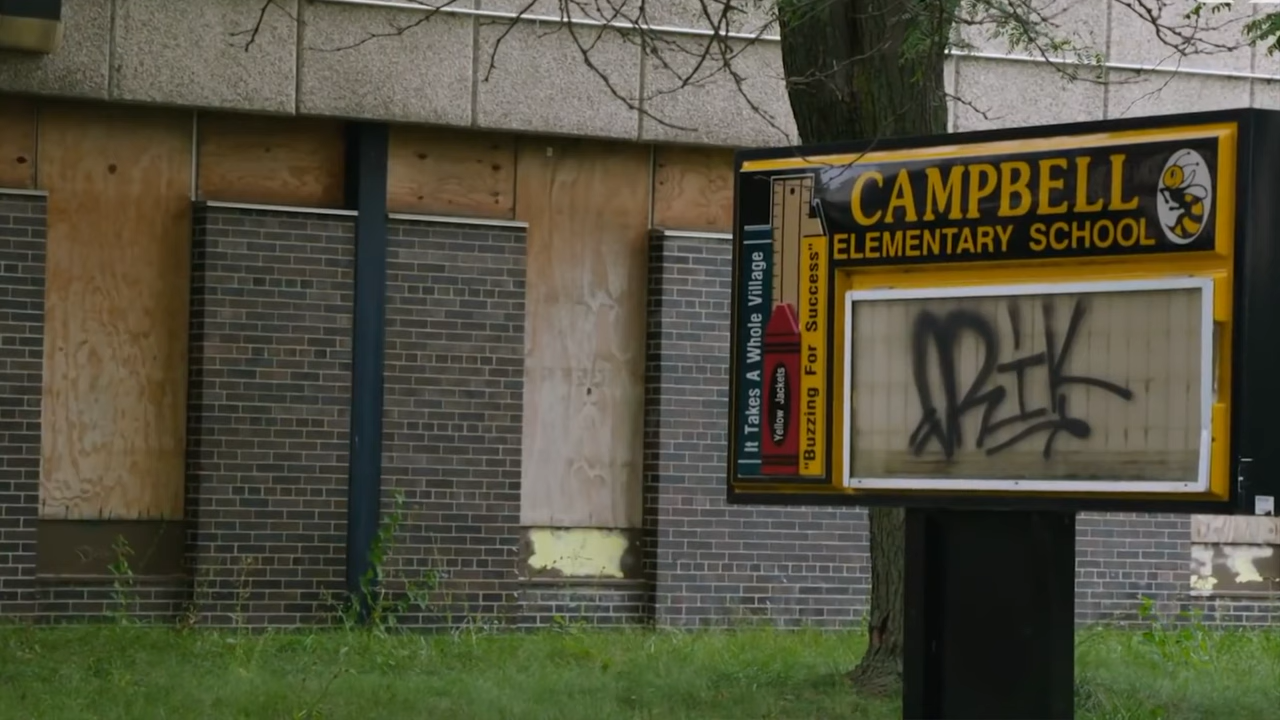 CAMPBELL
ELEMENTARY SCHOOL
It Takes A Whole Village
Yellow Jackets
"Buzzing For Success"